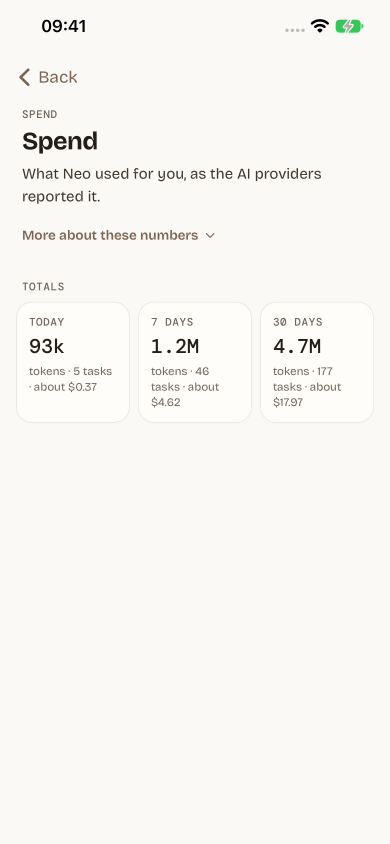 09:41
Back
SPEND
Spend
What Neo used for you, as the AI providers
reported it.
More about these numbers
TOTALS
TODAY
93k
tokens · 5 tasks
· about $0.37
7 DAYS
1.2M
tokens · 46
tasks · about
$4.62
30 DAYS
4.7M
tokens · 177
tasks · about
$17.97